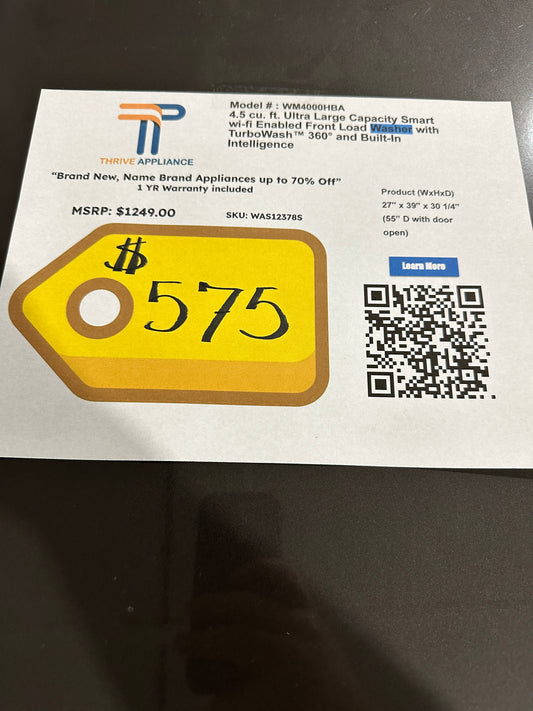 TP
THRIVE APPLIANCE
Model # : WM4000HBA
4.5 cu. ft. Ultra Large Capacity Smart
wi-fi Enabled Front Load Washer with
TurboWash™ 360° and Built-In
Intelligence
"Brand New, Name Brand Appliances up to 70% Off"
1 YR Warranty included
MSRP: $1249.00
SKU: WAS12378S
Product (WxHxD)
27" x 39" x 30 1/4"
(55" D with door
open)
Learn More
$575